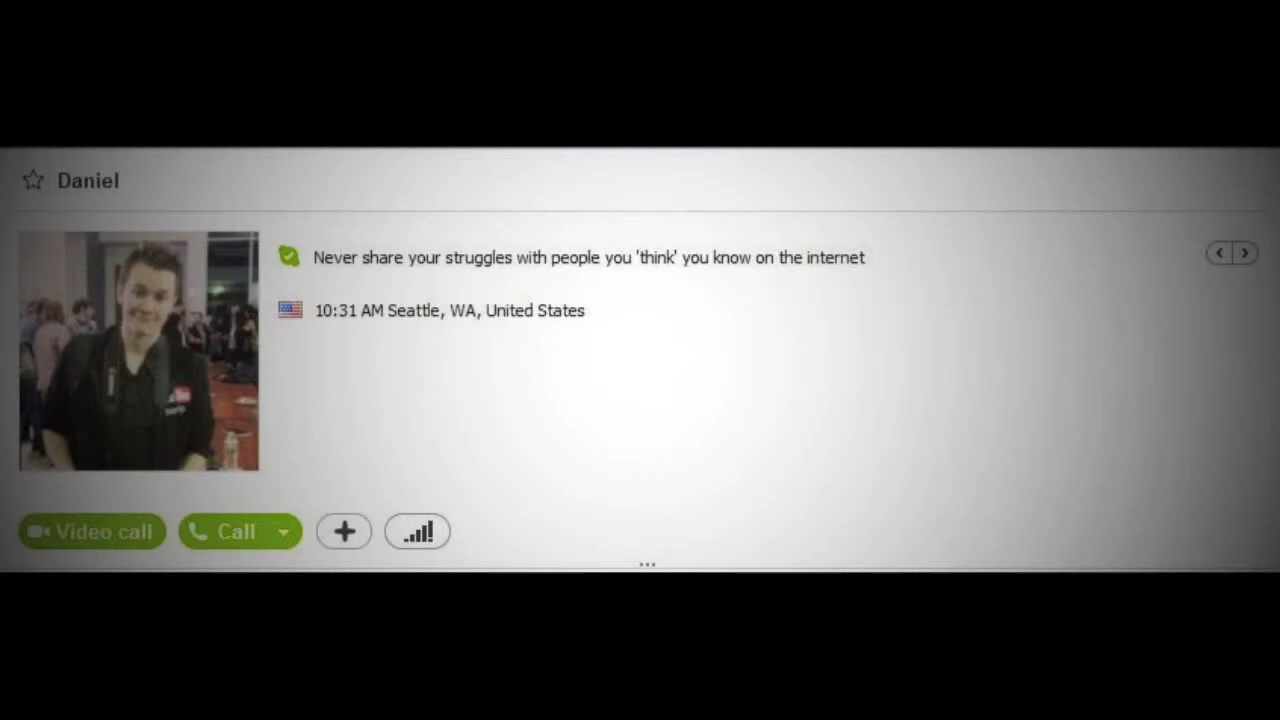 Daniel
Never share your struggles with people you 'think' you know on the internet
10:31 AM Seattle, WA, United States
Video call
Call